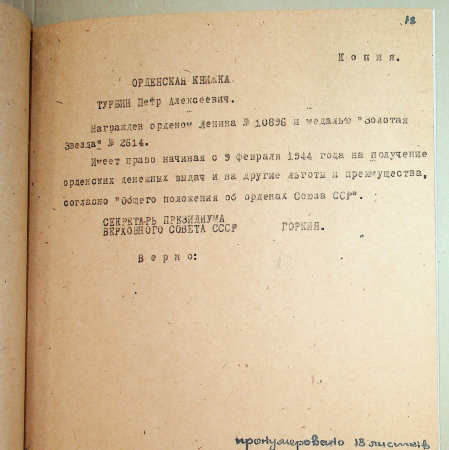 18
Копия.
ОРДЕНСКАЯ КНИЖКА
ТУРБИН Петр Алексеевич.
Награжден орденом Ленина № 10896 и медалью "Золотая
Звезда" № 2614.
Имеет право начиная с 9 февраля 1944 года на получение
орденских денежных выдач и на другие льготы и преимущества,
согласно "Общего положения об орденах Союза ССР".
СЕКРЕТАРЬ ПРЕЗИДИУМА
ВЕРХОВНОГО СОВЕТА СССР ГОРКИН.
Верно:
пронумеровано 18 листків